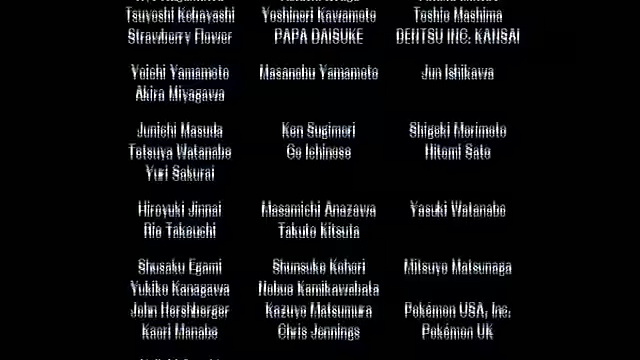 Tsuyoshi Kobayashi Yoshinori Kawamoto Toshio Mashima
Strawberry Flower PAPA DAISUKE DENTSU INC. KANSAI
Yoichi Yamamoto Masanobu Yamamoto Jun Ishikawa
Akira Miyagawa
Junichi Masuda Ken Sugimori Shigeki Morimoto
Tetsuya Watanabe Go Ichinose Hitomi Sato
Yuri Sakurai
Hiroyuki Jinnai Masamichi Anazawa Yasuki Watanabe
Rio Takeuchi Takuto Kitsuta
Shusaku Egami Shunsuke Kohori Mitsuyo Matsunaga
Yukiko Kanagawa Nobuo Kamikawabata
John Hershberger Kazuyo Matsumura Pokémon USA, Inc.
Kaori Manabe Chris Jennings Pokémon UK